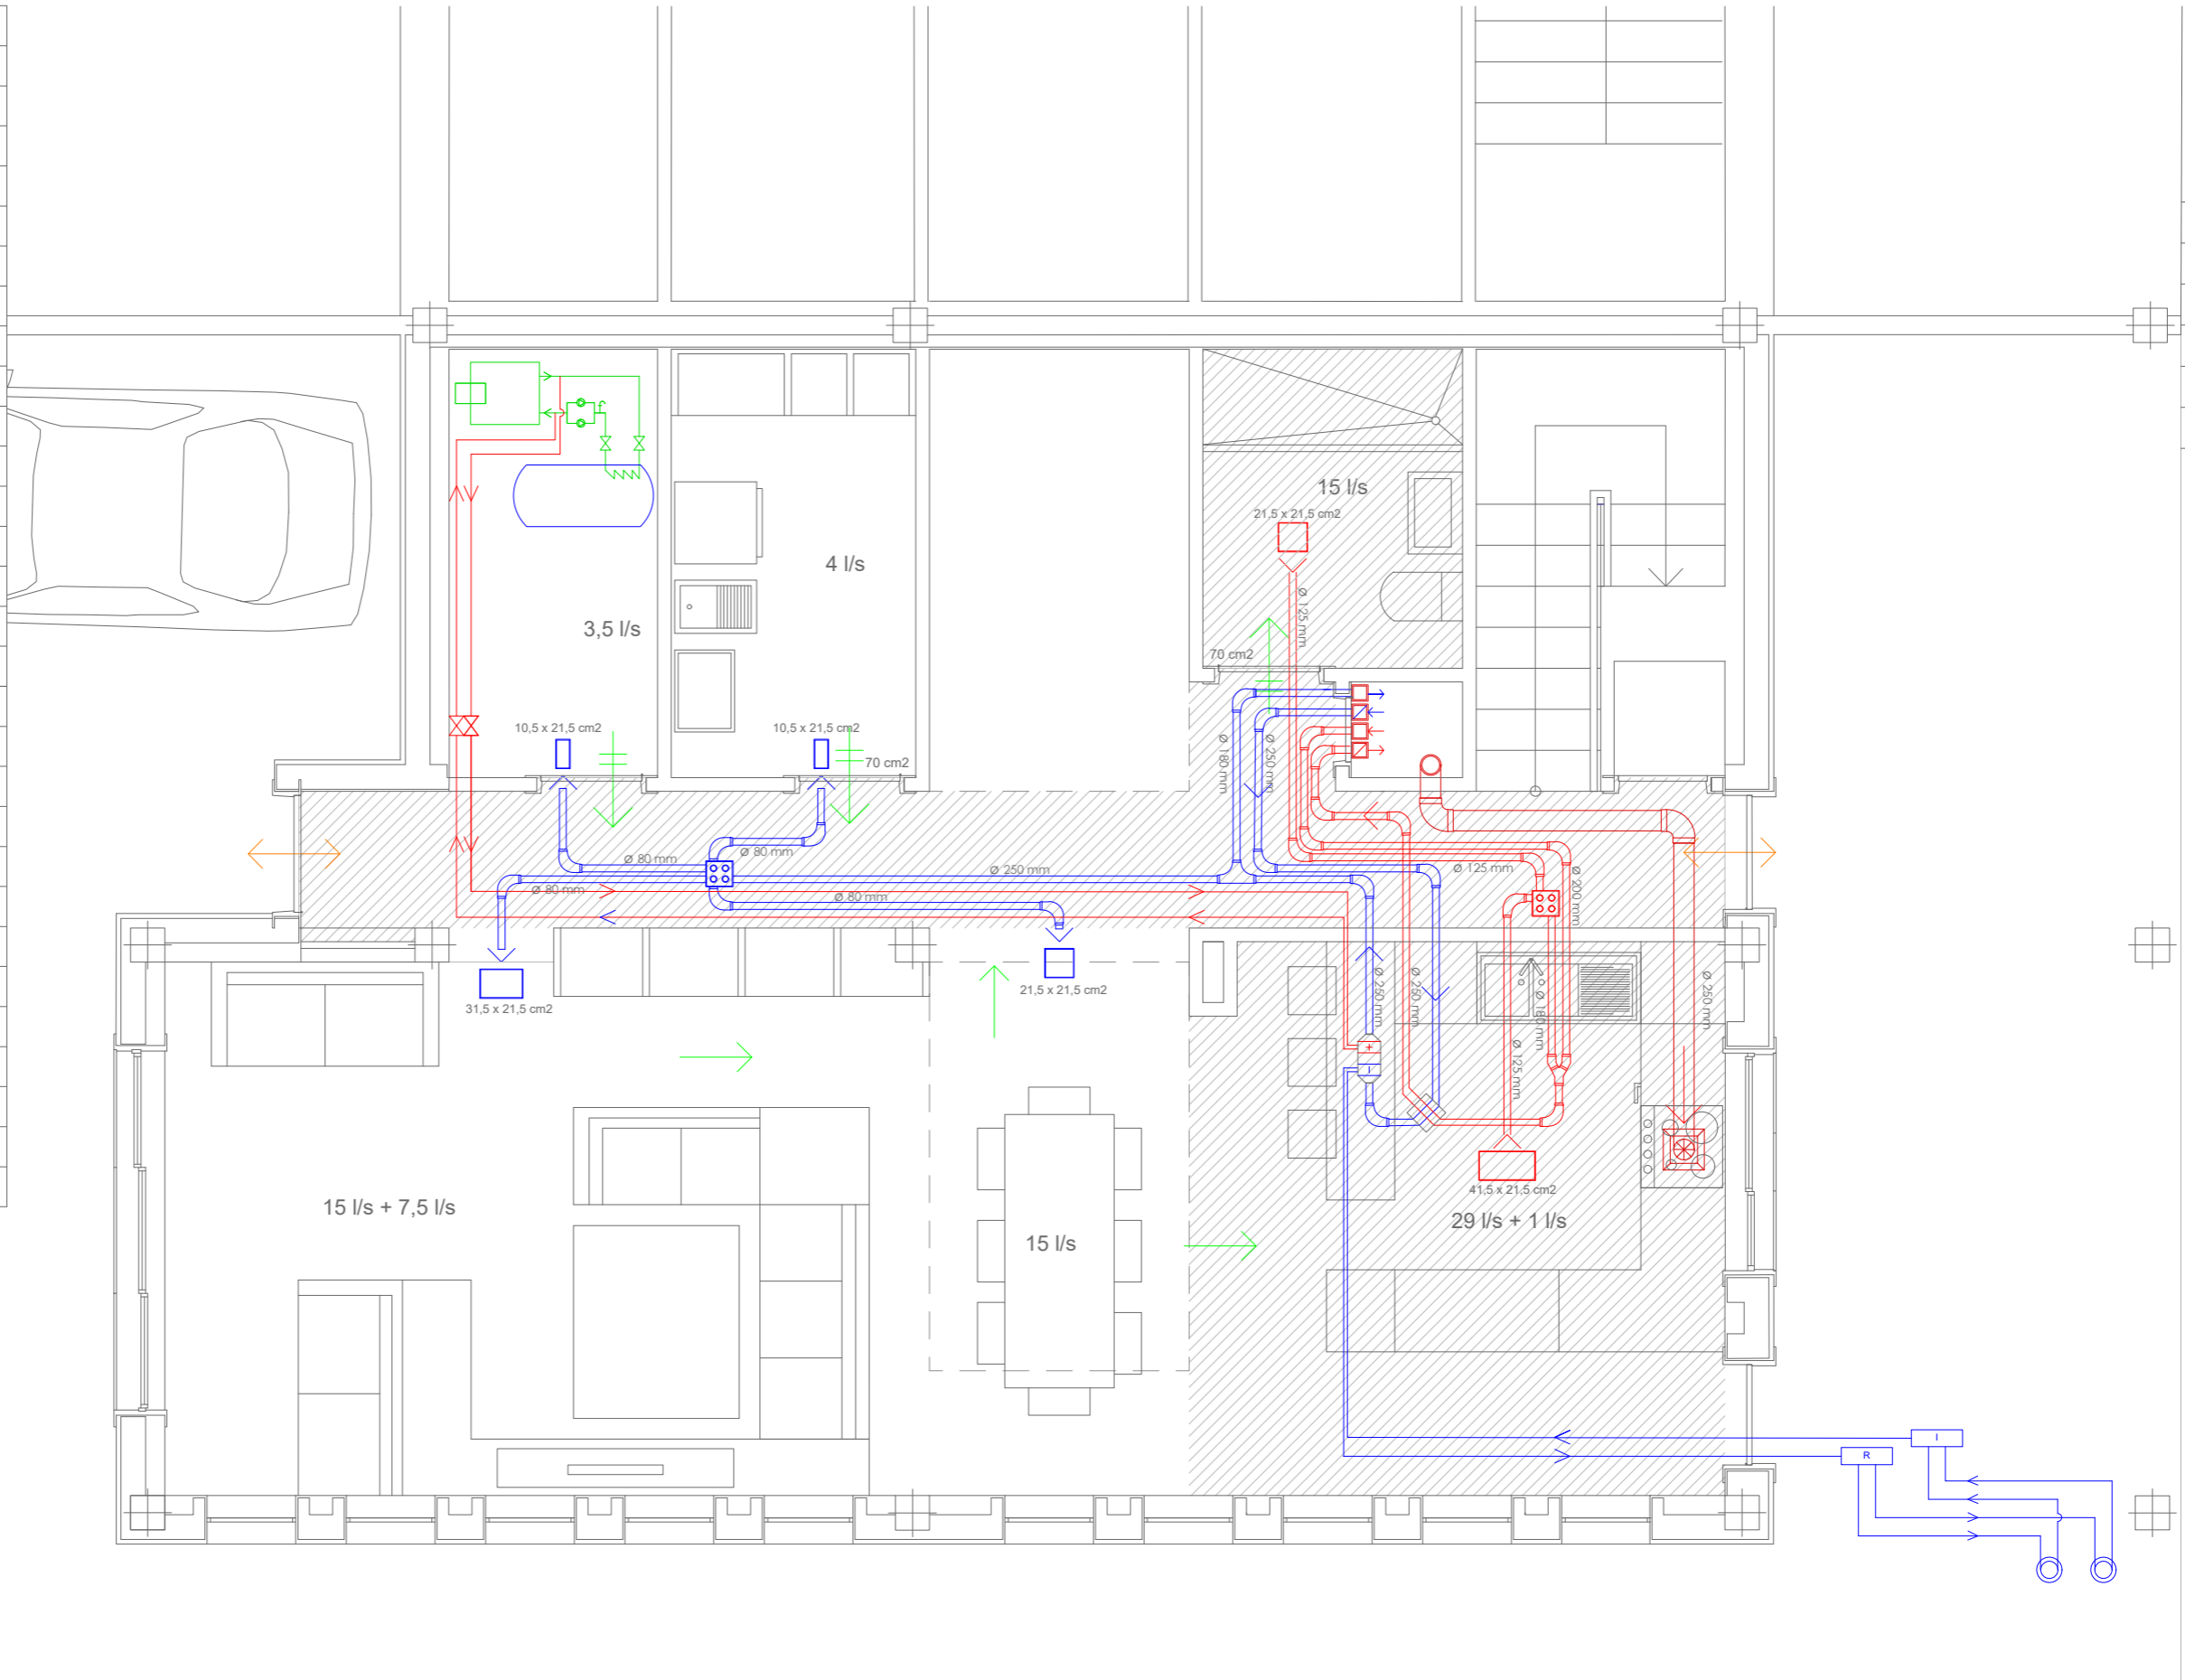 15 l/s
21,5 x 21,5 cm2
4 l/s
Ø 125 mm
3,5 l/s
70 cm2
10,5 x 21,5 cm2
10,5 x 21,5 cm2
70 cm2
Ø 180 mm
Ø 250 mm
Ø 80 mm
Ø 80 mm
Ø 250 mm
Ø 125 mm
Ø 80 mm
Ø 80 mm
Ø 200 mm
31,5 x 21,5 cm2
21,5 x 21,5 cm2
Ø 250 mm
Ø 250 mm
Ø 180 mm
Ø 250 mm
Ø 125 mm
+
I
41,5 x 21,5 cm2
15 l/s + 7,5 l/s
29 l/s + 1 l/s
15 l/s
I
R